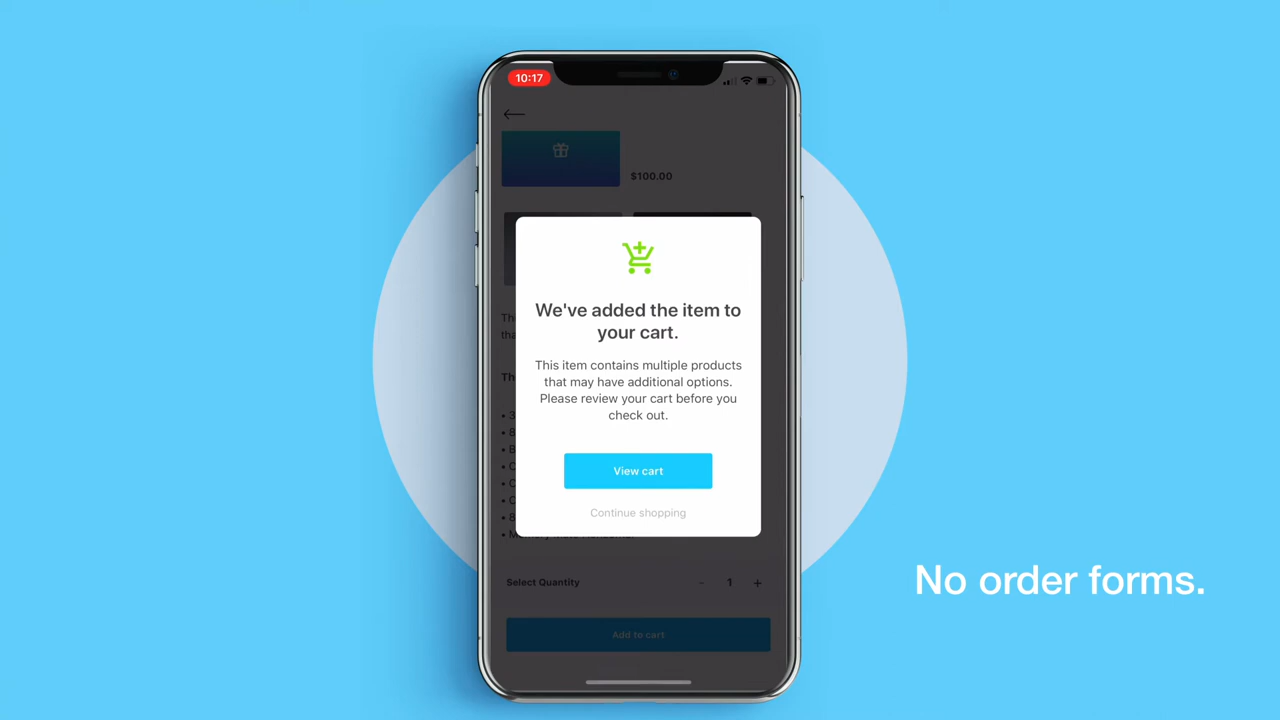 10:17
$100.00
We've added the item to
your cart.
This item contains multiple products
that may have additional options.
Please review your cart before you
check out.
View cart
Continue shopping
Select Quantity
-
1
+
Add to cart
No order forms.